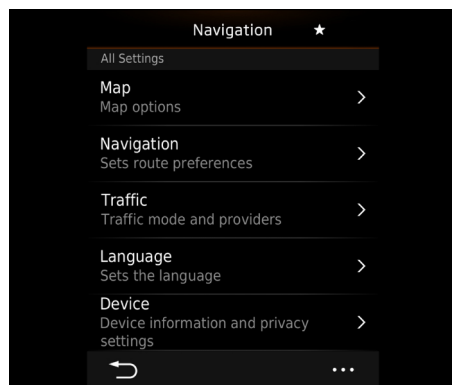 Navigation
All Settings
Map
Map options
Navigation
Sets route preferences
Traffic
Traffic mode and providers
Language
Sets the language
Device
Device information and privacy
settings